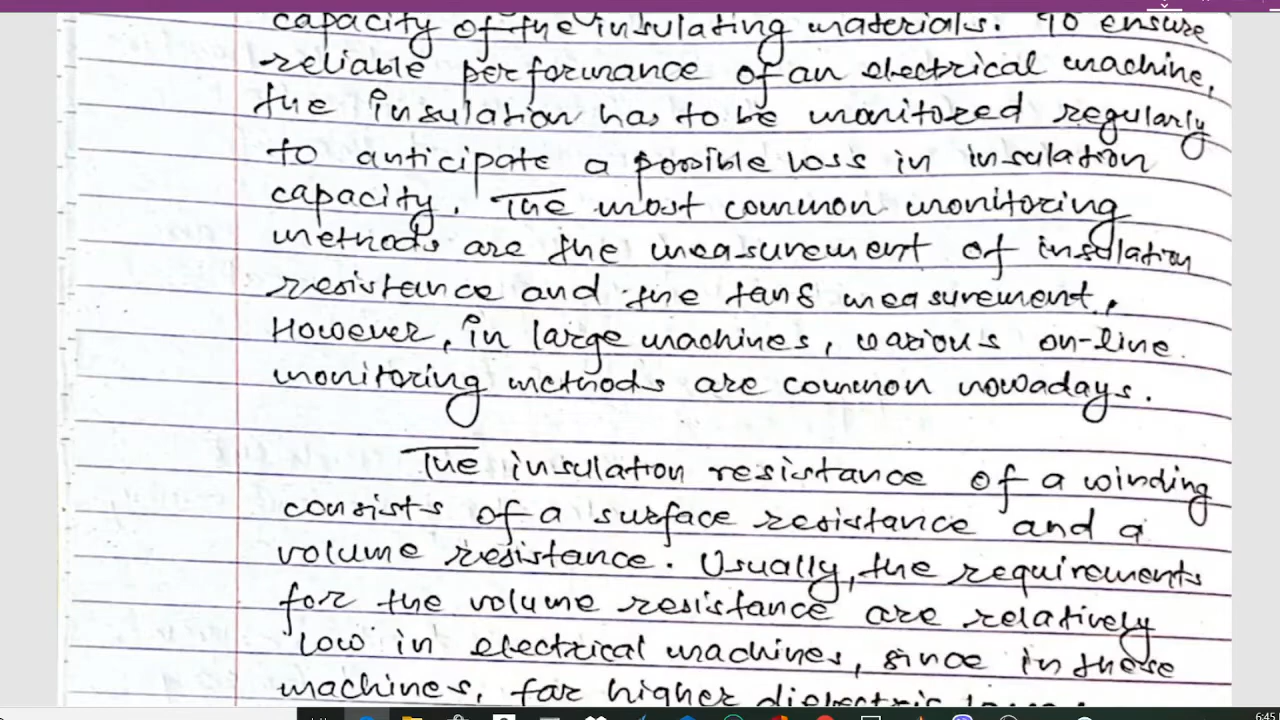 capacity of the insulating materials. To ensure
reliable performance of an electrical machine,
the insulation has to be monitored regularly
to anticipate a possible loss in insulation
capacity. The most common monitoring
methods are the measurement of insulation
resistance and the tanδ measurement.
However, in large machines, various on-line
monitoring methods are common nowadays.
The insulation resistance of a winding
consists of a surface resistance and a
volume resistance. Usually, the requirements
for the volume resistance are relatively
low in electrical machines, since in these
machines, far higher dielectric losses
6:45